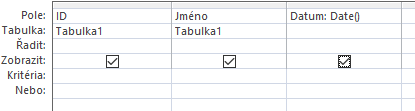 Pole: ID Jméno Datum: Date()
Tabulka: Tabulka1 Tabulka1
Řadit:
Zobrazit:
Kritéria:
Nebo: